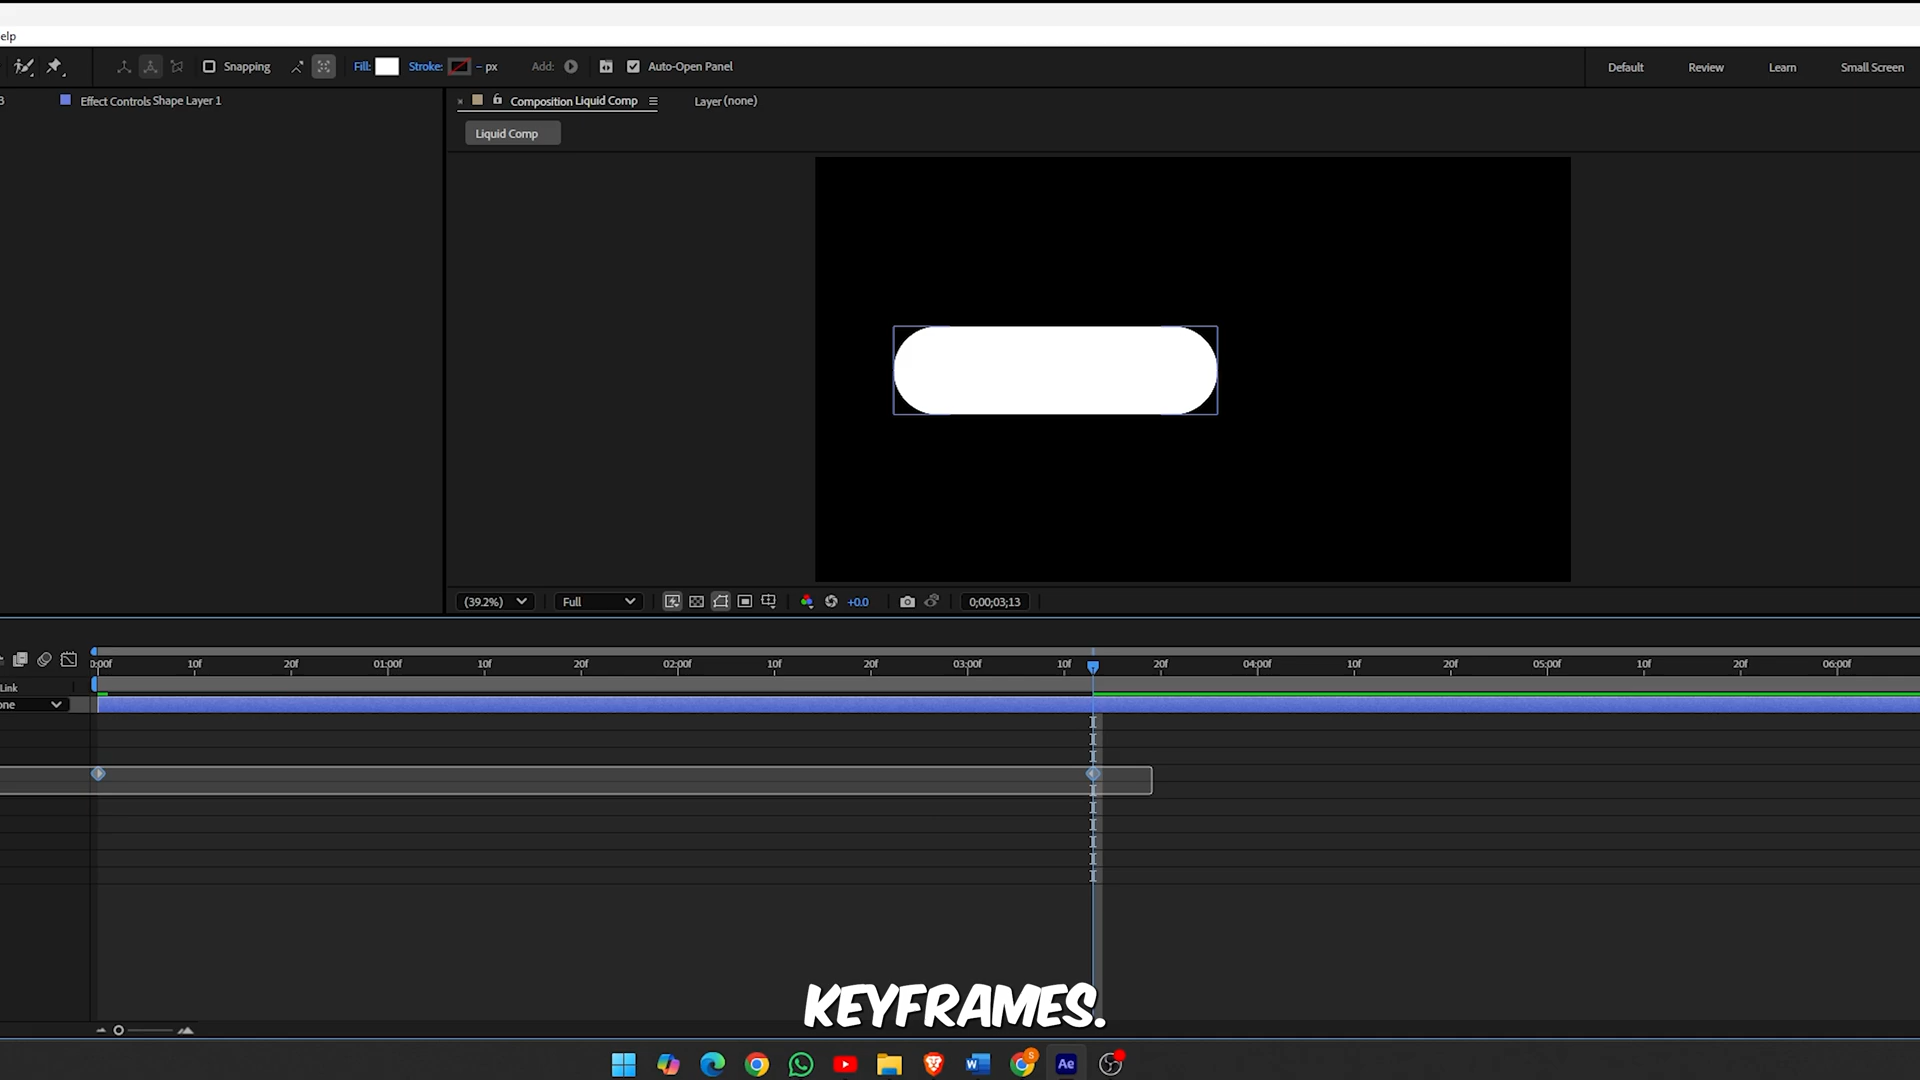 elp
Snapping
Fill:
Stroke:
- px
Add:
Auto-Open Panel
Default
Review
Learn
Small Screen
3
Effect Controls Shape Layer 1
Composition Liquid Comp
Layer (none)
Liquid Comp
(39.2%)
Full
+0.0
0;00;03;13
0:00f
10f
20f
01:00f
10f
20f
02:00f
10f
20f
03:00f
10f
20f
04:00f
10f
20f
05:00f
10f
20f
06:00f
Link
one
KEYFRAMES.
W
S
Ae